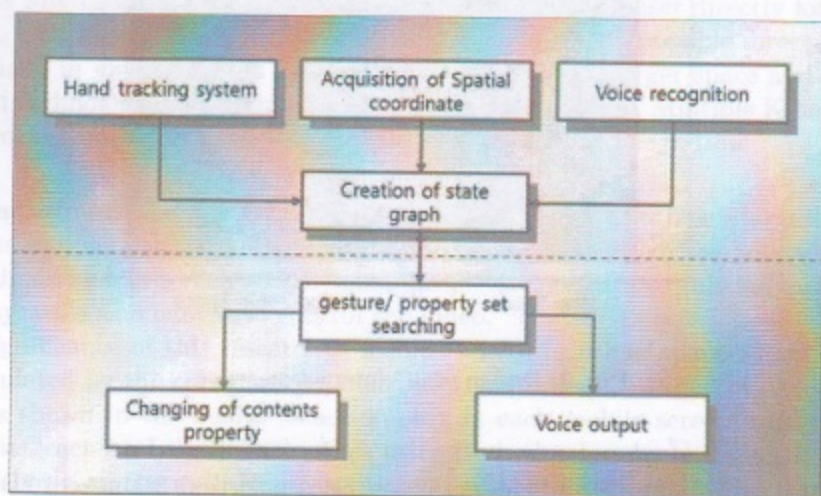 Hand tracking system
Acquisition of Spatial
coordinate
Voice recognition
Creation of state
graph
gesture/ property set
searching
Changing of contents
property
Voice output